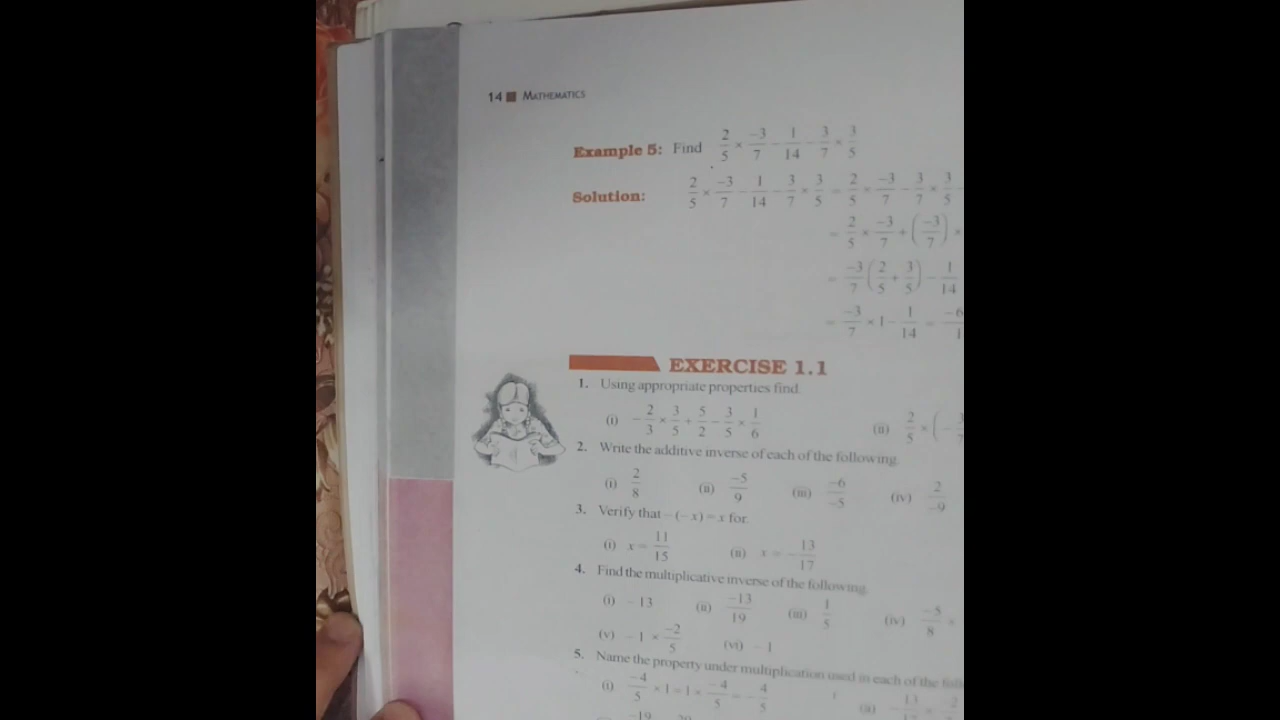 14 ■ MATHEMATICS
Example 5: Find 2/5 × -3/7 - 1/14 - 3/7 × 3/5
Solution: 2/5 × -3/7 - 1/14 - 3/7 × 3/5 = 2/5 × -3/7 - 3/7 × 3/5 -
= 2/5 × -3/7 + (-3/7) ×
= -3/7 (2/5 + 3/5) - 1/14
= -3/7 × 1 - 1/14 = -6
EXERCISE 1.1
1. Using appropriate properties find.
(i) - 2/3 × 3/5 + 5/2 - 3/5 × 1/6 (ii) 2/5 × (- 3/7
2. Write the additive inverse of each of the following.
(i) 2/8 (ii) -5/9 (iii) -6/-5 (iv) 2/-9
3. Verify that -(-x) = x for.
(i) x = 11/15 (ii) x = - 13/17
4. Find the multiplicative inverse of the following.
(i) -13 (ii) -13/19 (iii) 1/5 (iv) -5/8 ×
(v) -1 × -2/5 (vi) -1
5. Name the property under multiplication used in each of the
(i) -4/5 × 1 = 1 × -4/5 = - 4/5 (ii) - 13/17 × -2